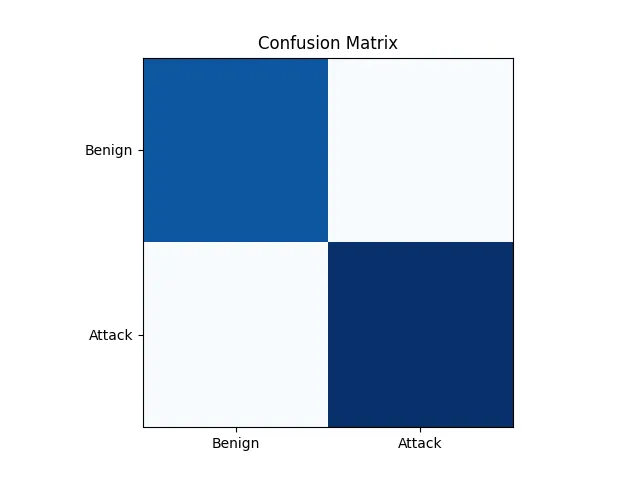 Confusion Matrix
Benign
Attack
Benign Attack